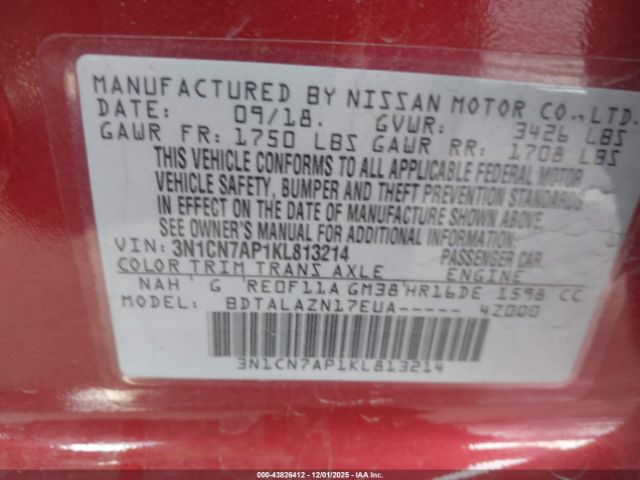 MANUFACTURED BY NISSAN MOTOR CO., LTD.
DATE: 09/18. GVWR: 3426 LBS
GAWR FR: 1750 LBS GAWR RR: 1708 LBS
THIS VEHICLE CONFORMS TO ALL APPLICABLE FEDERAL MOTOR
VEHICLE SAFETY, BUMPER AND THEFT PREVENTION STANDARDS
IN EFFECT ON THE DATE OF MANUFACTURE SHOWN ABOVE.
SEE OWNER'S MANUAL FOR ADDITIONAL INFORMATION.
VIN: 3N1CN7AP1KL813214 PASSENGER CAR
COLOR TRIM TRANS AXLE ENGINE
NAH G RE0F11A GM38 HR16DE 1598 CC
MODEL: BDTALAZN17EUA----- 4Z000
3N1CN7AP1KL813214
000-43826412 - 12/01/2025 - IAA Inc.